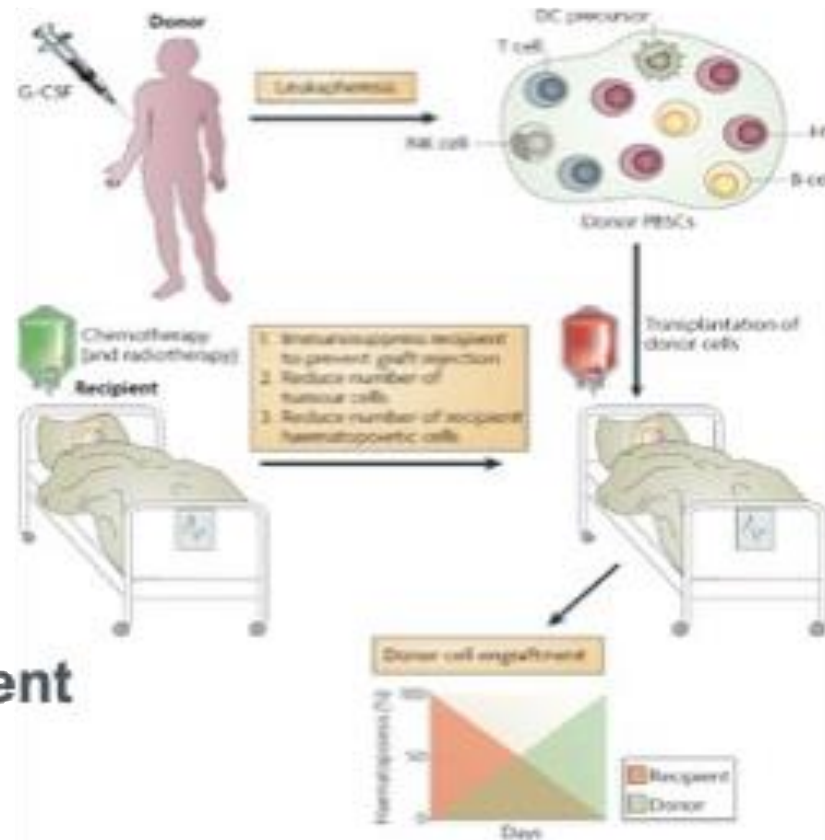 DC precursor
Donor
T cell
G-CSF
Leukapheresis
NK cell
B-ce
Donor PBSCs
Chemotherapy
(and radiotherapy)
Recipient
1. Immunosuppress recipient
to prevent graft rejection
2. Reduce number of
tumour cells
3. Reduce number of recipient
haematopoietic cells
Transplantation of
donor cells
ent
Donor cell engraftment
Haematopoiesis (%)
100
50
0
Days
Recipient
Donor